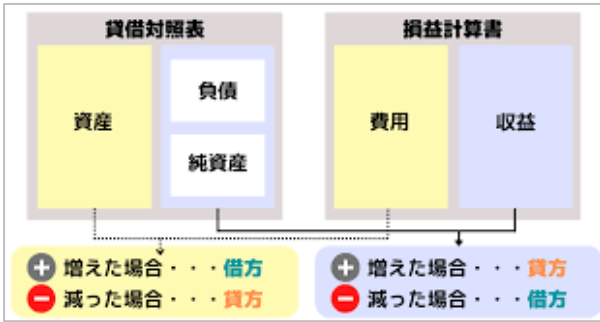 貸借対照表
資産
負債
純資産
損益計算書
費用
収益
増えた場合・・・借方
減った場合・・・貸方
増えた場合・・・貸方
減った場合・・・借方